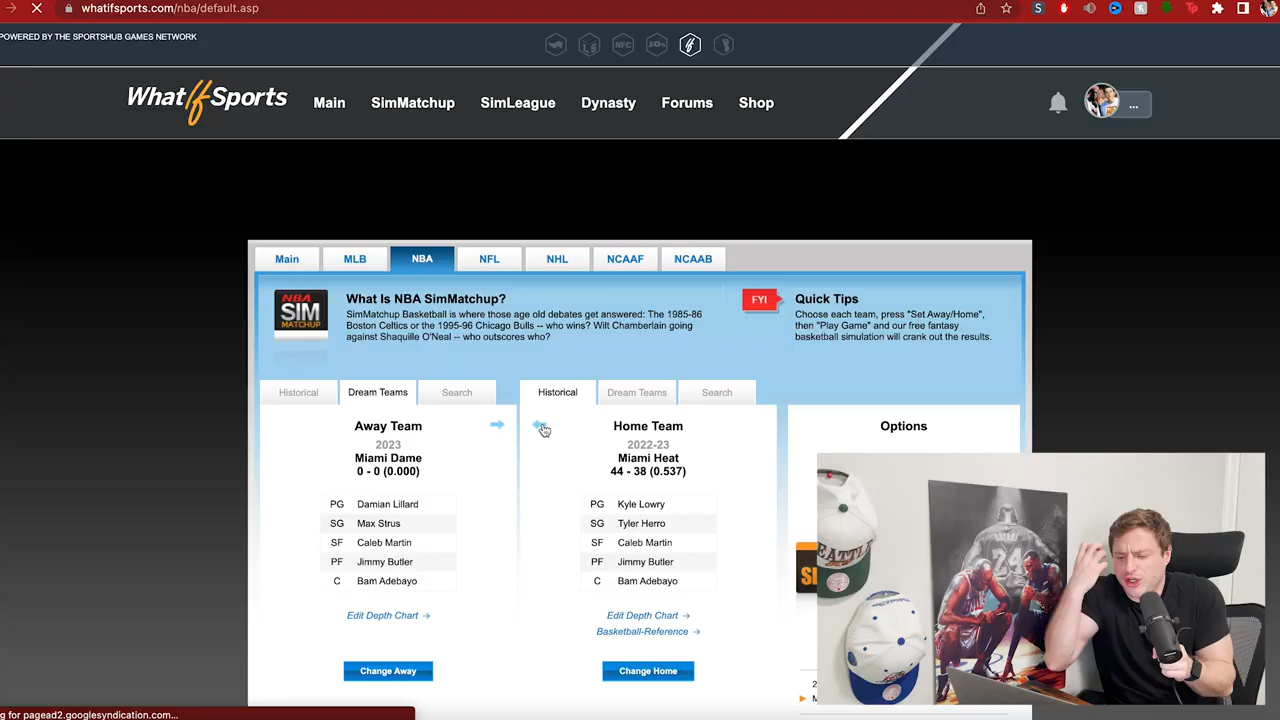 whatifsports.com/nba/default.asp
POWERED BY THE SPORTSHUB GAMES NETWORK
NFC
WhatifSports
Main
SimMatchup
SimLeague
Dynasty
Forums
Shop
...
Main
MLB
NBA
NFL
NHL
NCAAF
NCAAB
NBA
SIM
MATCHUP
What Is NBA SimMatchup?
SimMatchup Basketball is where those age old debates get answered: The 1985-86
Boston Celtics or the 1995-96 Chicago Bulls -- who wins? Wilt Chamberlain going
against Shaquille O'Neal -- who outscores who?
FYI
Quick Tips
Choose each team, press "Set Away/Home",
then "Play Game" and our free fantasy
basketball simulation will crank out the results.
Historical
Dream Teams
Search
Away Team
2023
Miami Dame
0 - 0 (0.000)
PG Damian Lillard
SG Max Strus
SF Caleb Martin
PF Jimmy Butler
C Bam Adebayo
Edit Depth Chart →
Change Away
Historical
Dream Teams
Search
Home Team
2022-23
Miami Heat
44 - 38 (0.537)
PG Kyle Lowry
SG Tyler Herro
SF Caleb Martin
PF Jimmy Butler
C Bam Adebayo
Edit Depth Chart →
Basketball-Reference →
Change Home
Options
24
g for pagead2.googlesyndication.com...